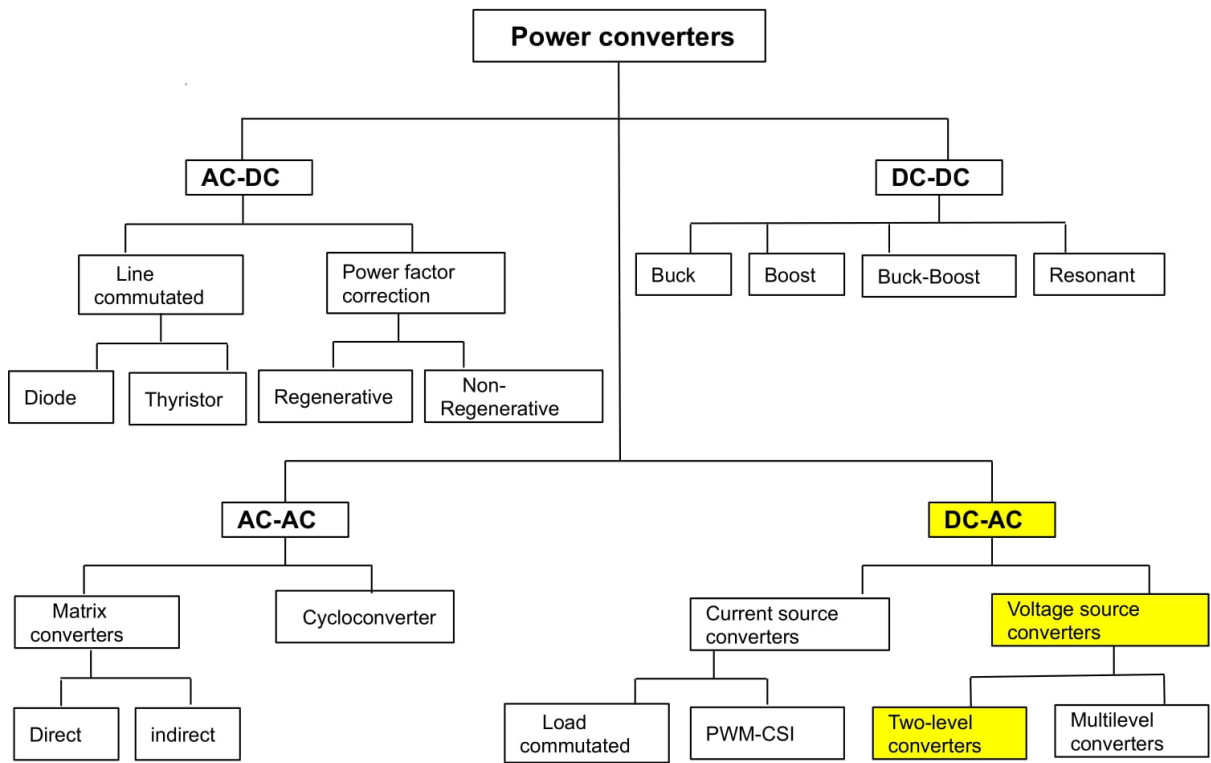 Power converters
AC-DC
DC-DC
Line
commutated
Power factor
correction
Buck
Boost
Buck-Boost
Resonant
Diode
Thyristor
Regenerative
Non-
Regenerative
AC-AC
DC-AC
Matrix
converters
Cycloconverter
Current source
converters
Voltage source
converters
Direct
indirect
Load
commutated
PWM-CSI
Two-level
converters
Multilevel
converters